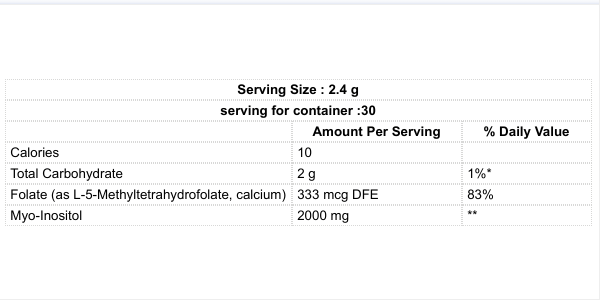 Serving Size : 2.4 g
serving for container :30
Amount Per Serving % Daily Value
Calories 10
Total Carbohydrate 2 g 1%*
Folate (as L-5-Methyltetrahydrofolate, calcium) 333 mcg DFE 83%
Myo-Inositol 2000 mg **